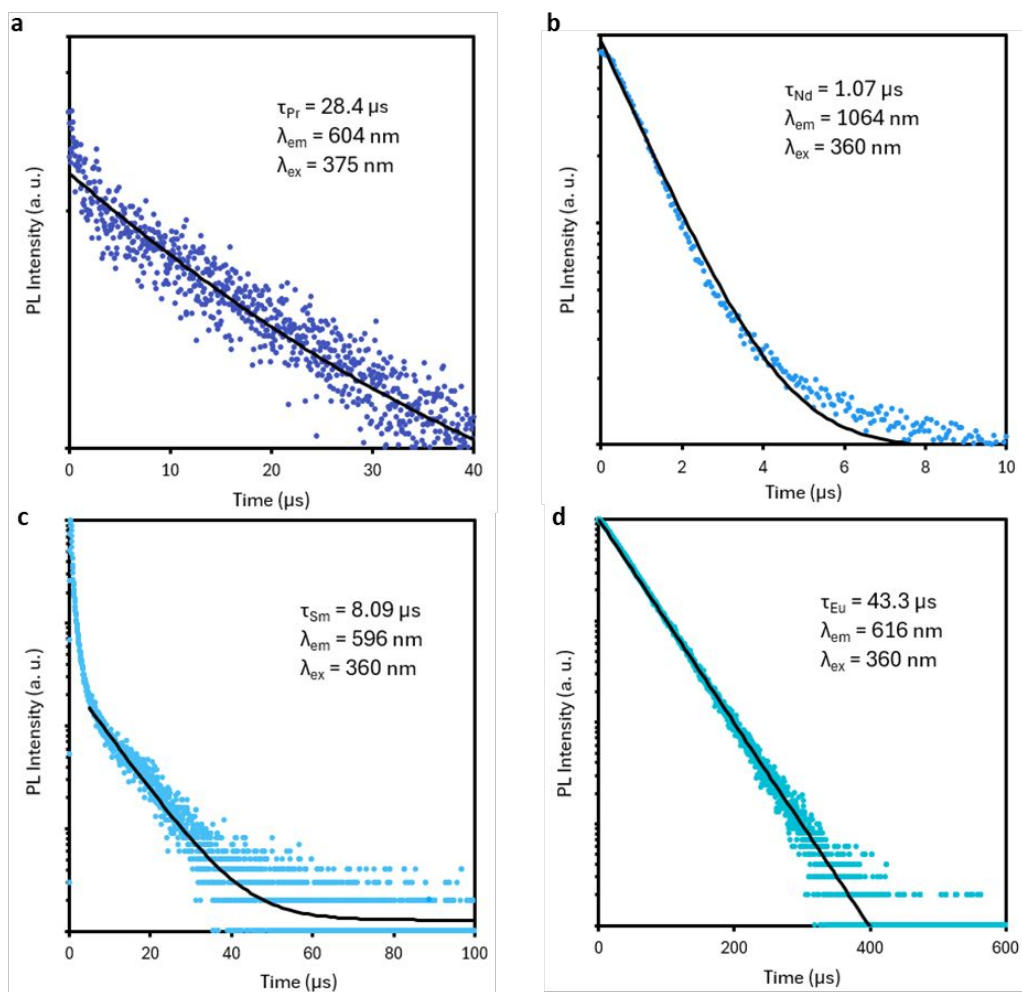 a
τPr = 28.4 μs
λem = 604 nm
λex = 375 nm
PL Intensity (a. u.)
0 10 20 30 40
Time (μs)
b
τNd = 1.07 μs
λem = 1064 nm
λex = 360 nm
PL Intensity (a. u.)
0 2 4 6 8 10
Time (μs)
c
τSm = 8.09 μs
λem = 596 nm
λex = 360 nm
PL Intensity (a. u.)
0 20 40 60 80 100
Time (μs)
d
τEu = 43.3 μs
λem = 616 nm
λex = 360 nm
PL Intensity (a. u.)
0 200 400 600
Time (μs)